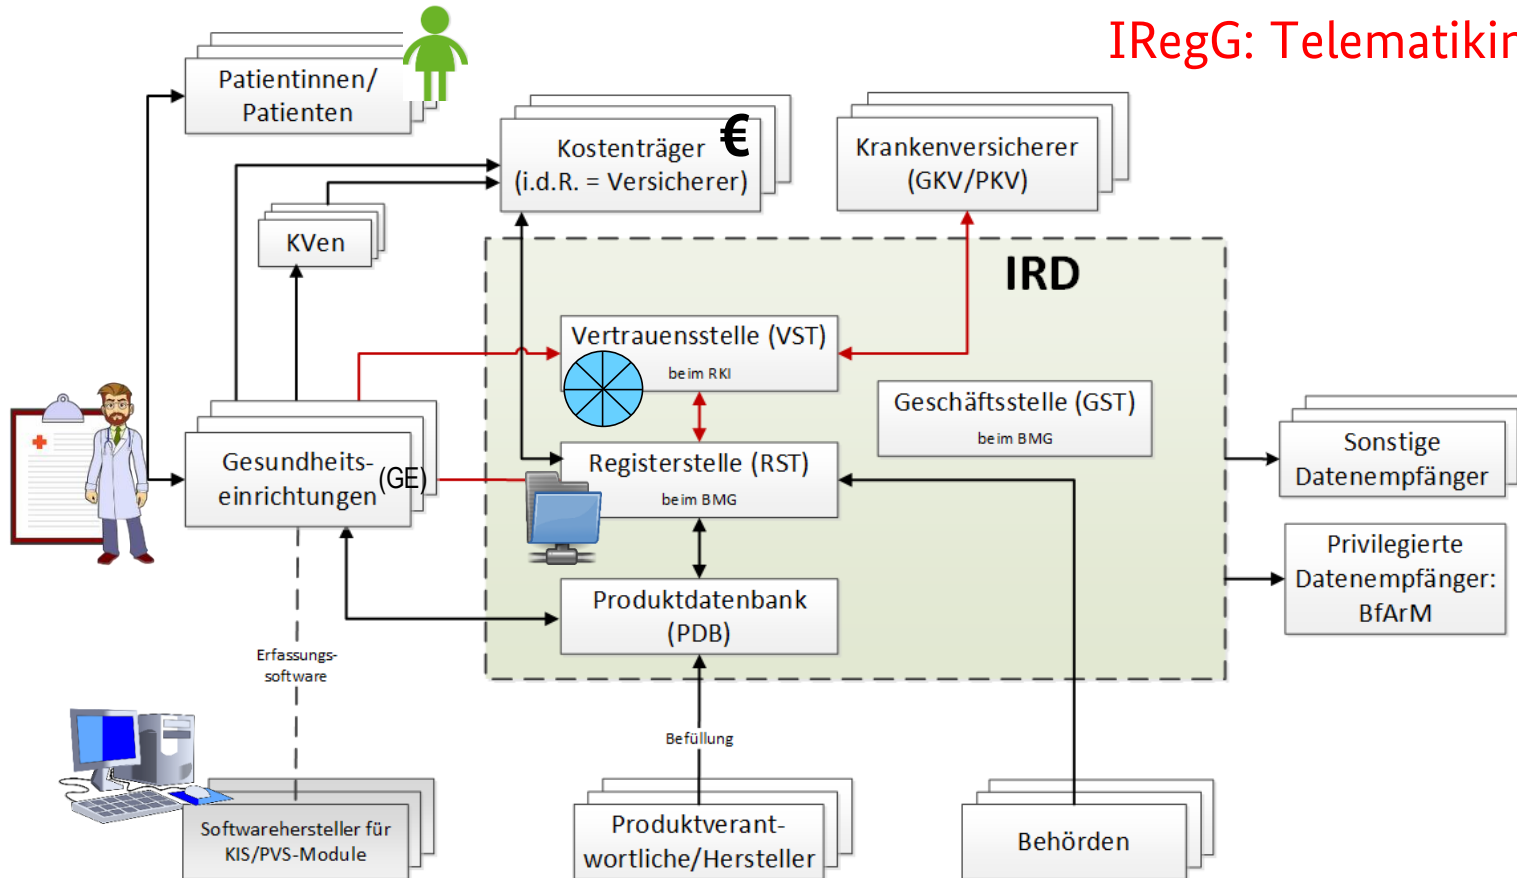 IRegG: Telematikin
Patientinnen/
Patienten
Kostenträger €
(i.d.R. = Versicherer)
Krankenversicherer
(GKV/PKV)
KVen
IRD
Vertrauensstelle (VST)
beim RKI
Geschäftsstelle (GST)
beim BMG
Gesundheits-
einrichtungen (GE)
Registerstelle (RST)
beim BMG
Sonstige
Datenempfänger
Privilegierte
Datenempfänger:
BfArM
Produktdatenbank
(PDB)
Erfassungs-
software
Befüllung
Softwarehersteller für
KIS/PVS-Module
Produktverant-
wortliche/Hersteller
Behörden